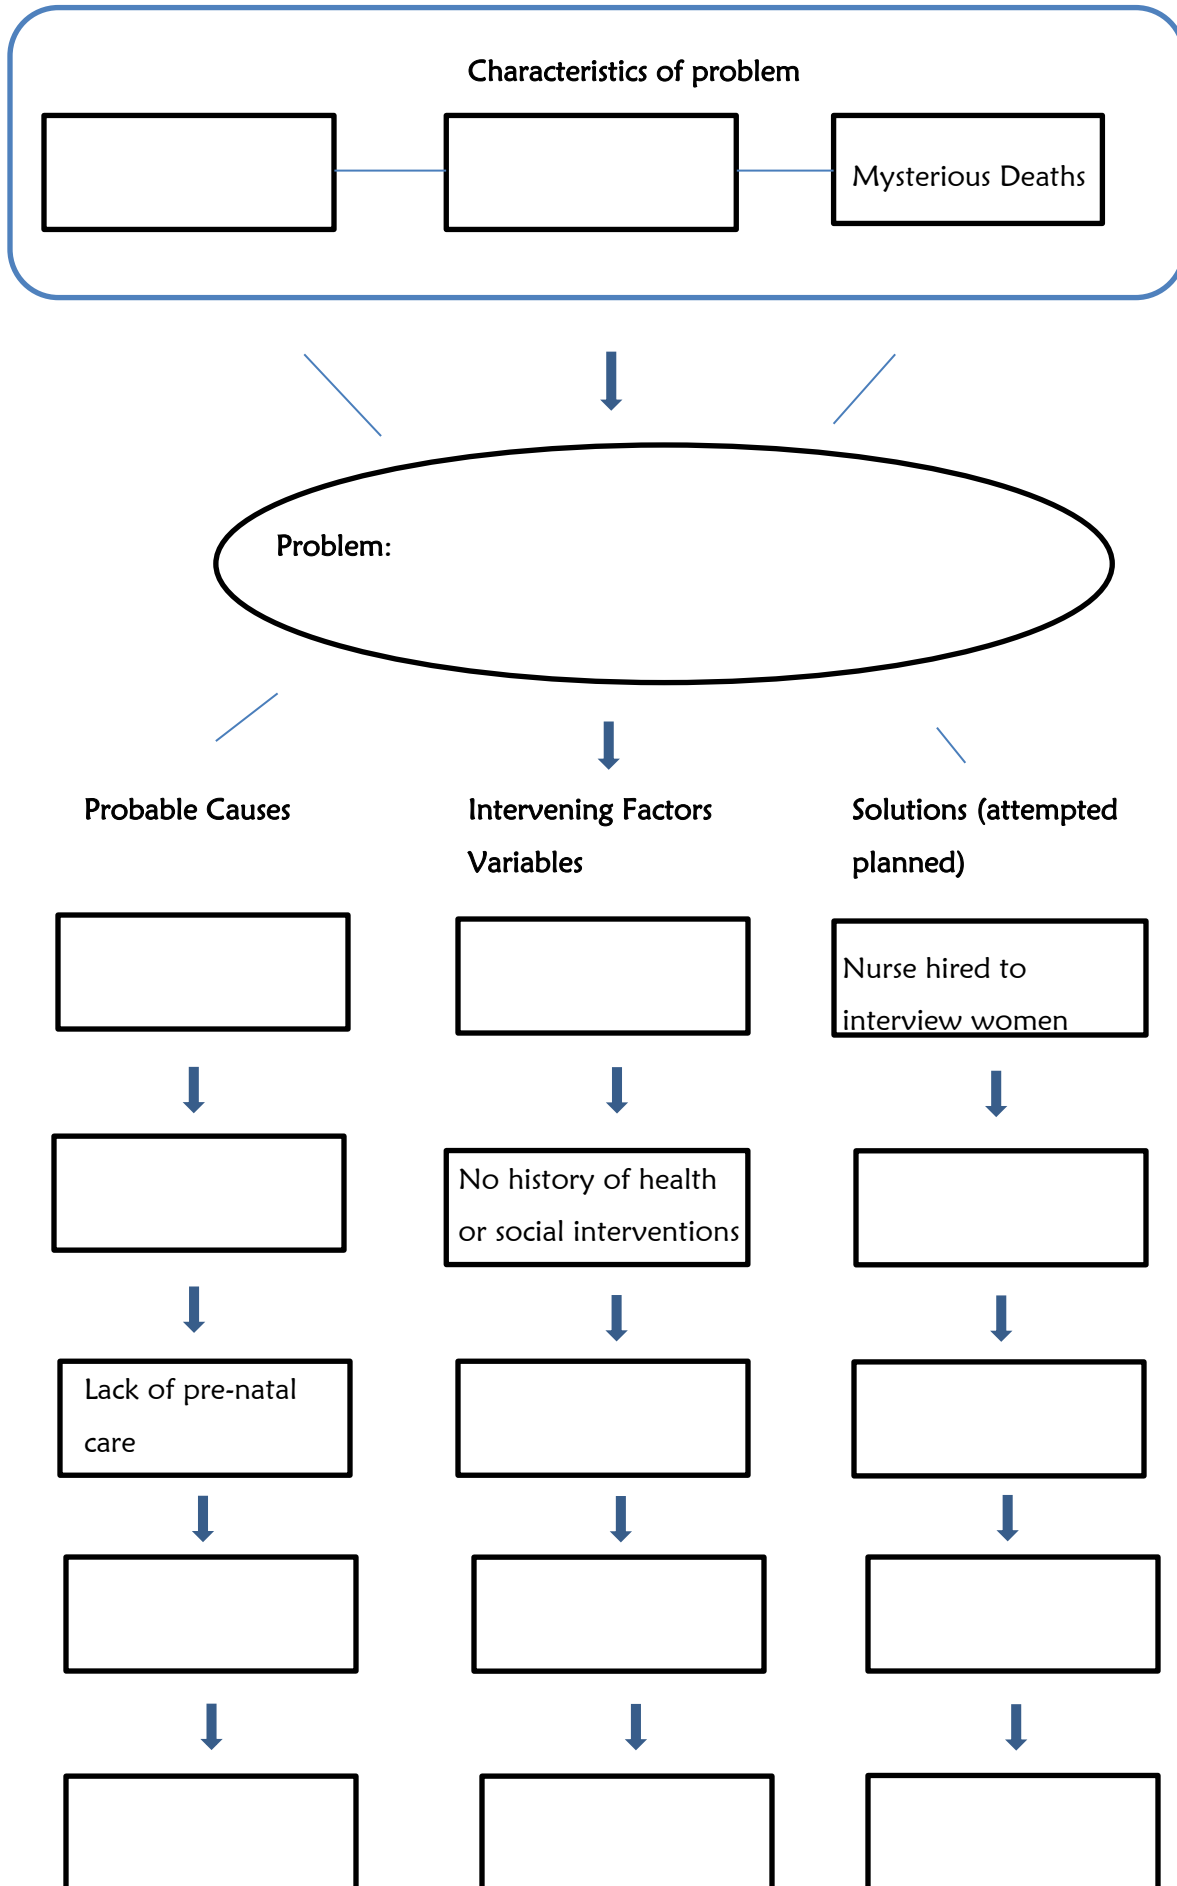 Characteristics of problem
Mysterious Deaths
Problem:
Probable Causes
Intervening Factors
Variables
Solutions (attempted
planned)
Nurse hired to
interview women
No history of health
or social interventions
Lack of pre-natal
care